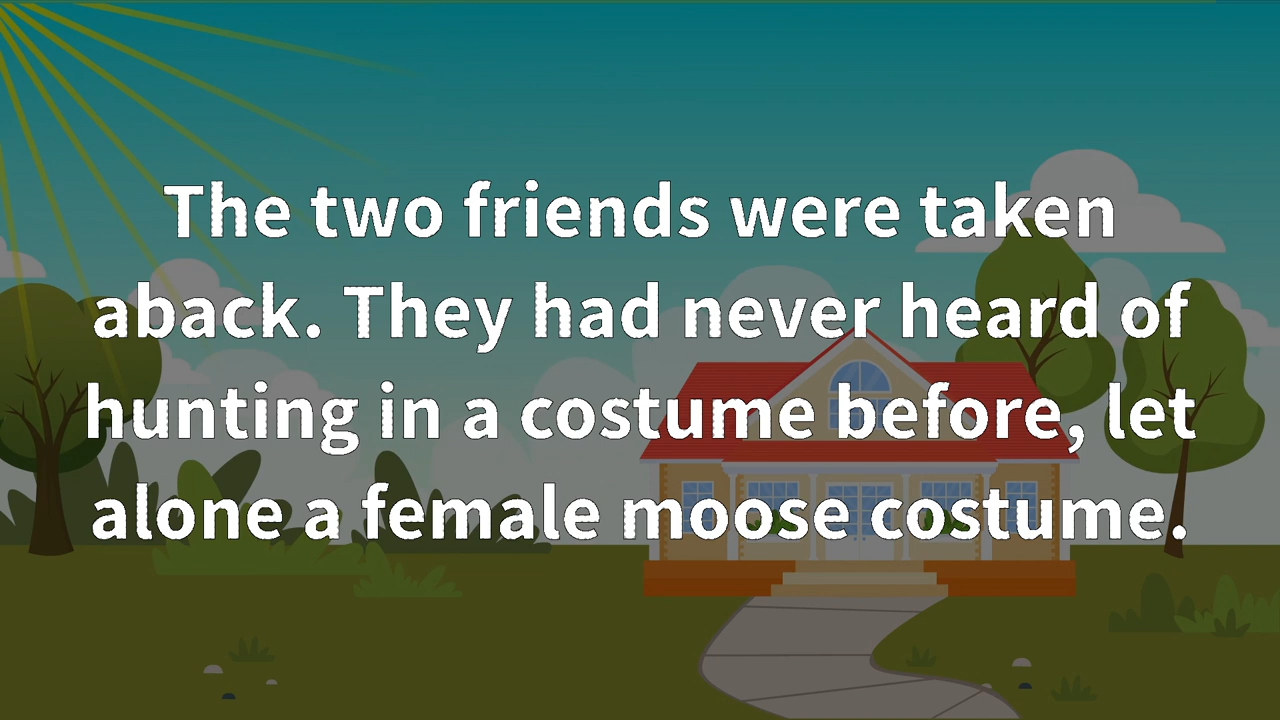 The two friends were taken
aback. They had never heard of
hunting in a costume before, let
alone a female moose costume.